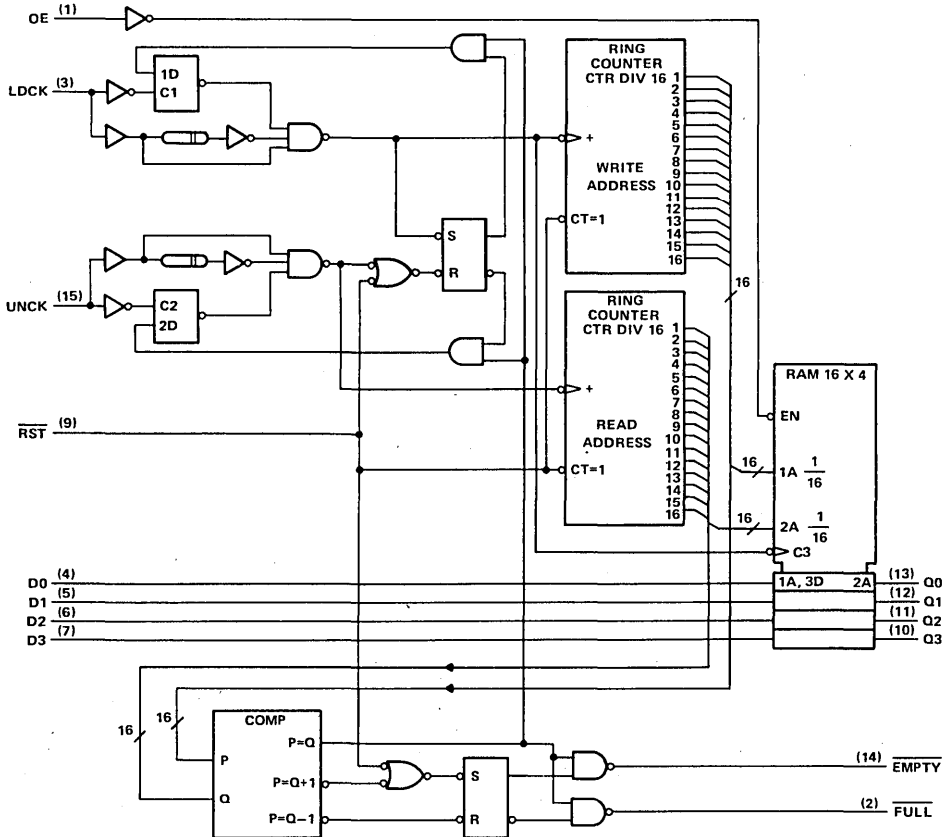 OE (1)
LDCK (3)
1D
C1
RING
COUNTER
CTR DIV 16
+
WRITE
ADDRESS
CT=1
1
2
3
4
5
6
7
8
9
10
11
12
13
14
15
16
16
S
R
UNCK (15)
C2
2D
RING
COUNTER
CTR DIV 16
+
READ
ADDRESS
CT=1
1
2
3
4
5
6
7
8
9
10
11
12
13
14
15
16
RST (9)
RAM 16 X 4
EN
16
1A 1/16
16
2A 1/16
C3
D0 (4)
1A, 3D 2A
(13) Q0
D1 (5)
(12) Q1
D2 (6)
(11) Q2
D3 (7)
(10) Q3
16
16
COMP
P
Q
P=Q
P=Q+1
P=Q−1
S
R
(14) EMPTY
(2) FULL